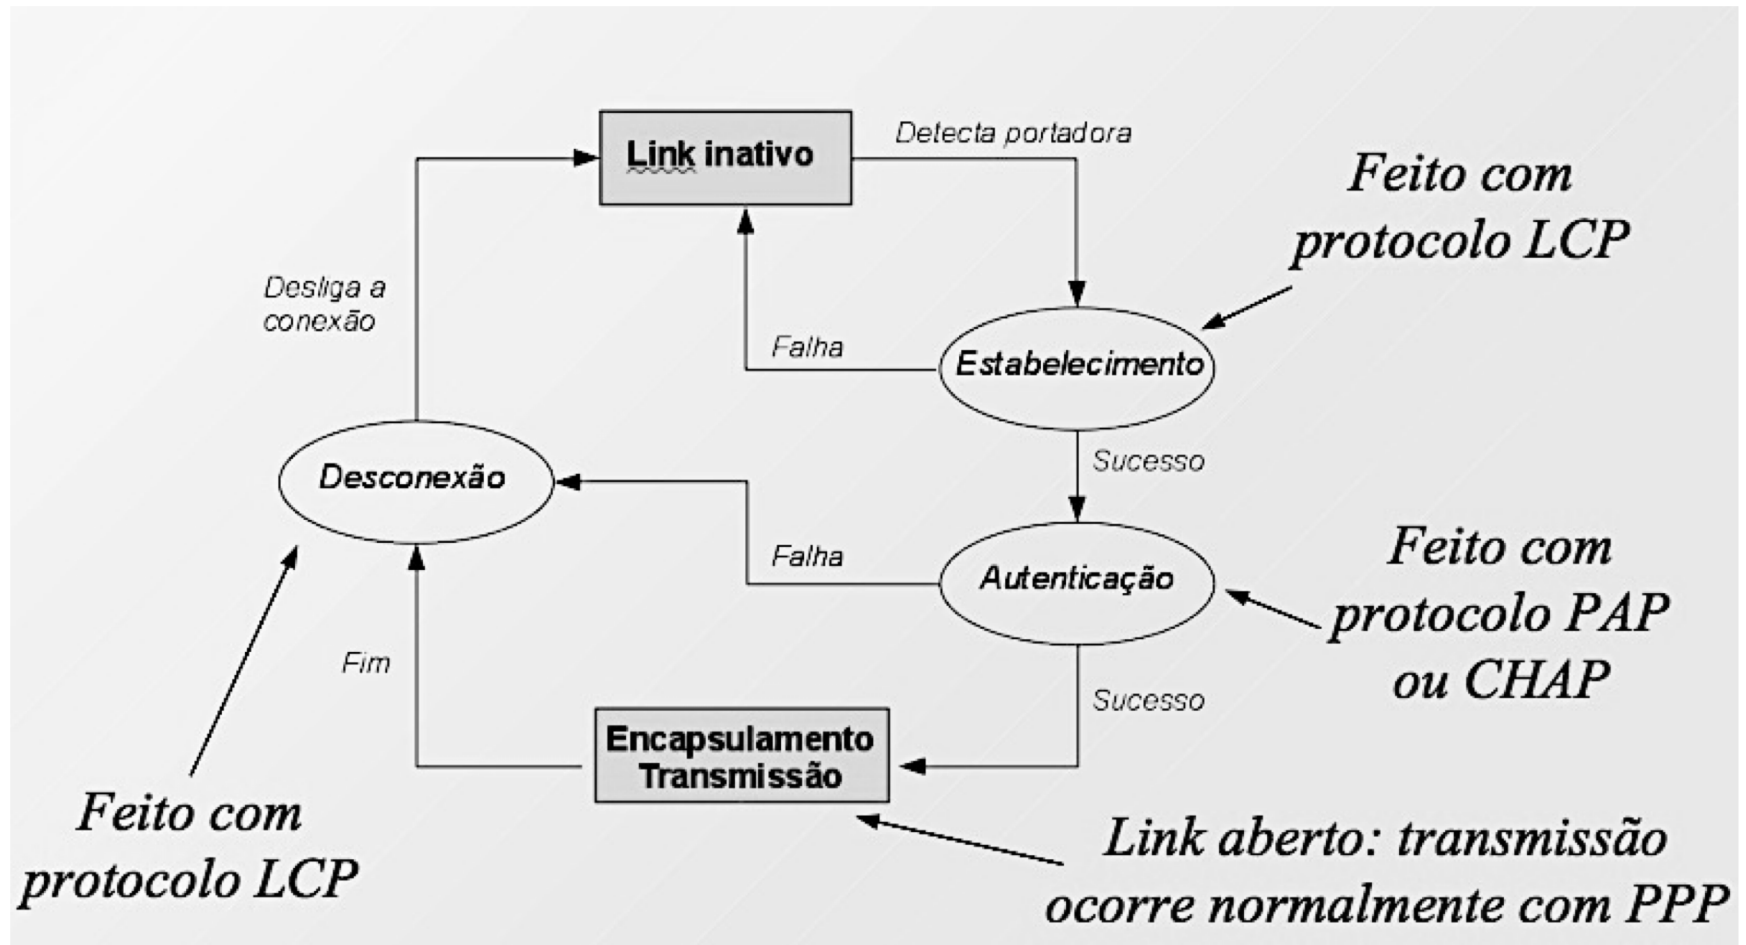 Link inativo
Detecta portadora
Feito com
protocolo LCP
Desliga a
conexão
Falha
Estabelecimento
Sucesso
Desconexão
Falha
Autenticação
Feito com
protocolo PAP
ou CHAP
Fim
Sucesso
Encapsulamento
Transmissão
Feito com
protocolo LCP
Link aberto: transmissão
ocorre normalmente com PPP